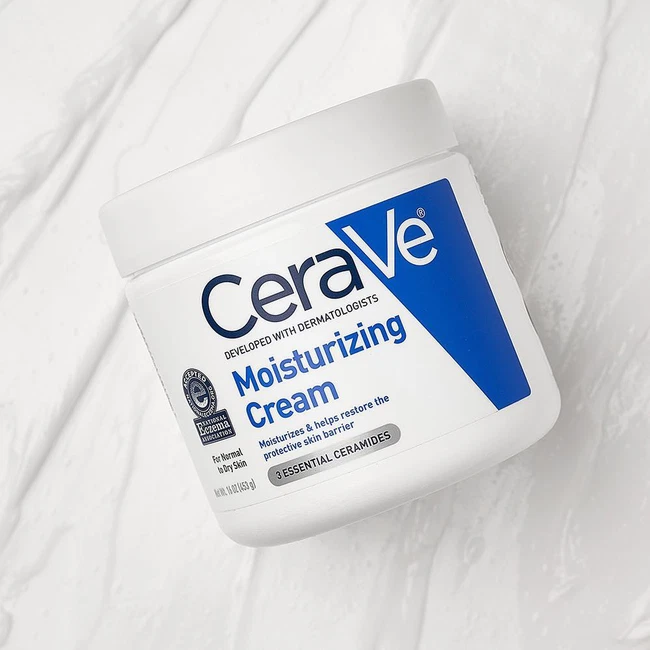 CeraVe®
DEVELOPED WITH DERMATOLOGISTS
Moisturizing
Cream
Moisturizes & helps restore the
protective skin barrier
3 ESSENTIAL CERAMIDES
ACCEPTED
e
NATIONAL
Eczema
ASSOCIATION
For Normal
to Dry Skin
Net Wt. 16 OZ (453 g)